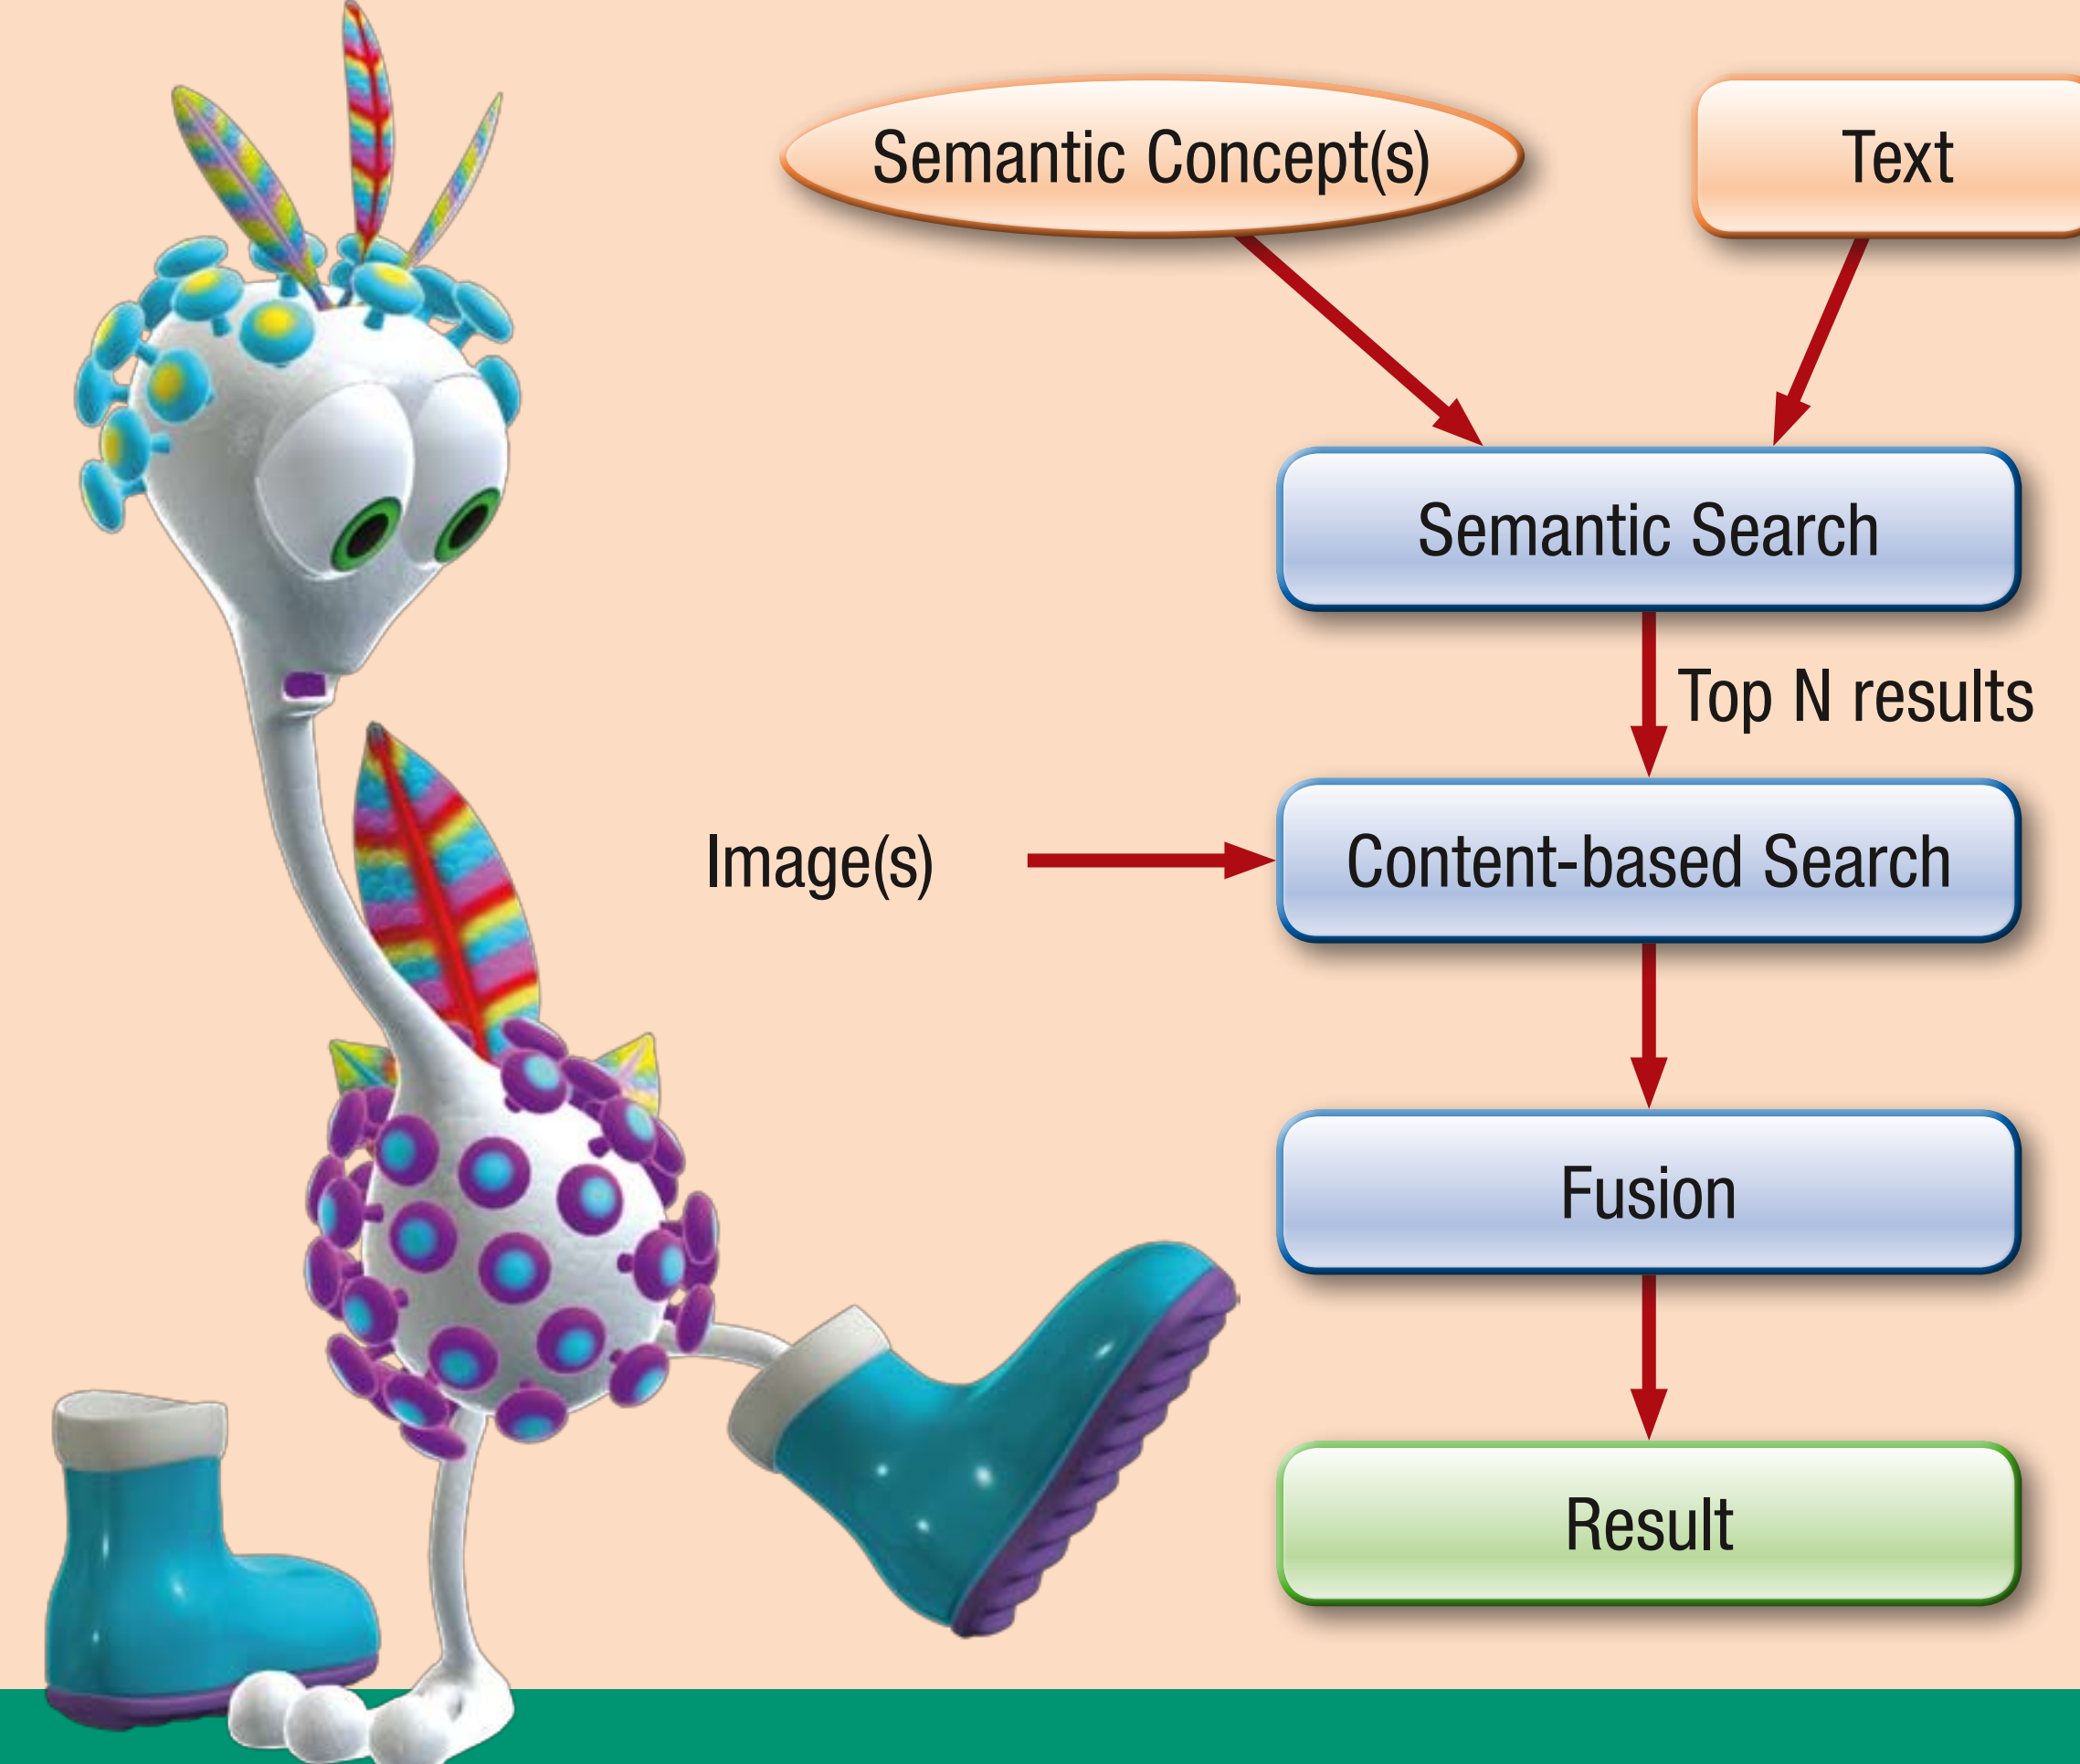 Semantic Concept(s)
Text
Semantic Search
Top N results
Image(s)
Content-based Search
Fusion
Result